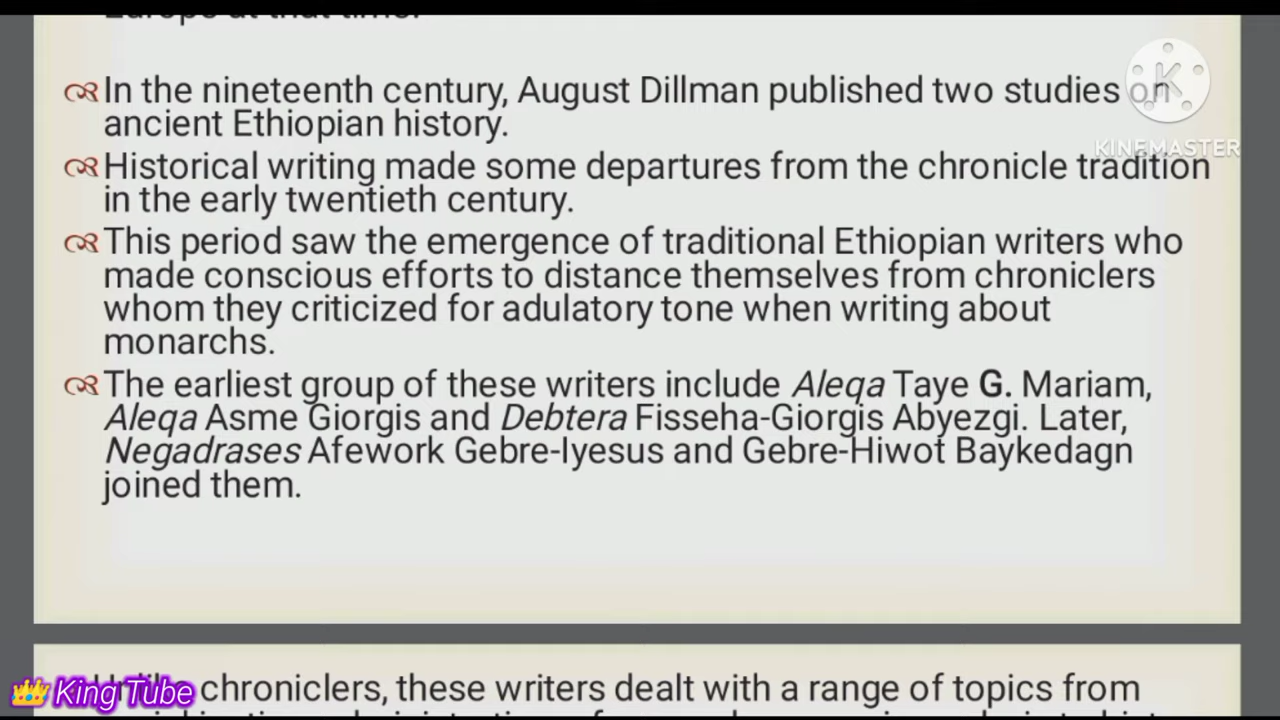 Europe at that time.
In the nineteenth century, August Dillman published two studies on
ancient Ethiopian history.
Historical writing made some departures from the chronicle tradition
in the early twentieth century.
This period saw the emergence of traditional Ethiopian writers who
made conscious efforts to distance themselves from chroniclers
whom they criticized for adulatory tone when writing about
monarchs.
The earliest group of these writers include Aleqa Taye G. Mariam,
Aleqa Asme Giorgis and Debtera Fisseha-Giorgis Abyezgi. Later,
Negadrases Afework Gebre-Iyesus and Gebre-Hiwot Baykedagn
joined them.
chroniclers, these writers dealt with a range of topics from
K
KINEMASTER
King Tube